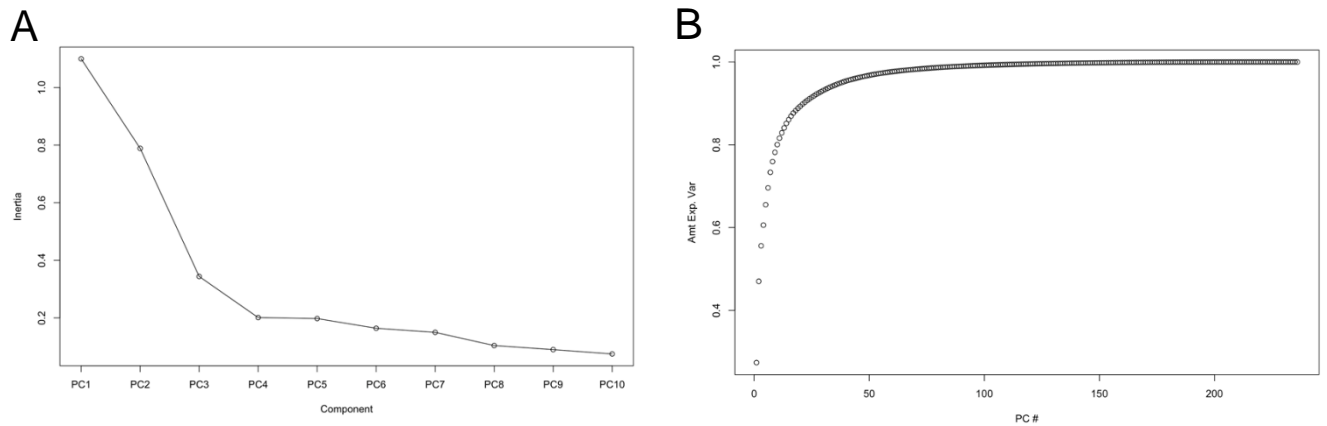 A
Inertia
1.0
0.8
0.6
0.4
0.2
PC1 PC2 PC3 PC4 PC5 PC6 PC7 PC8 PC9 PC10
Component
B
Amt Exp. Var
1.0
0.8
0.6
0.4
0 50 100 150 200
PC #